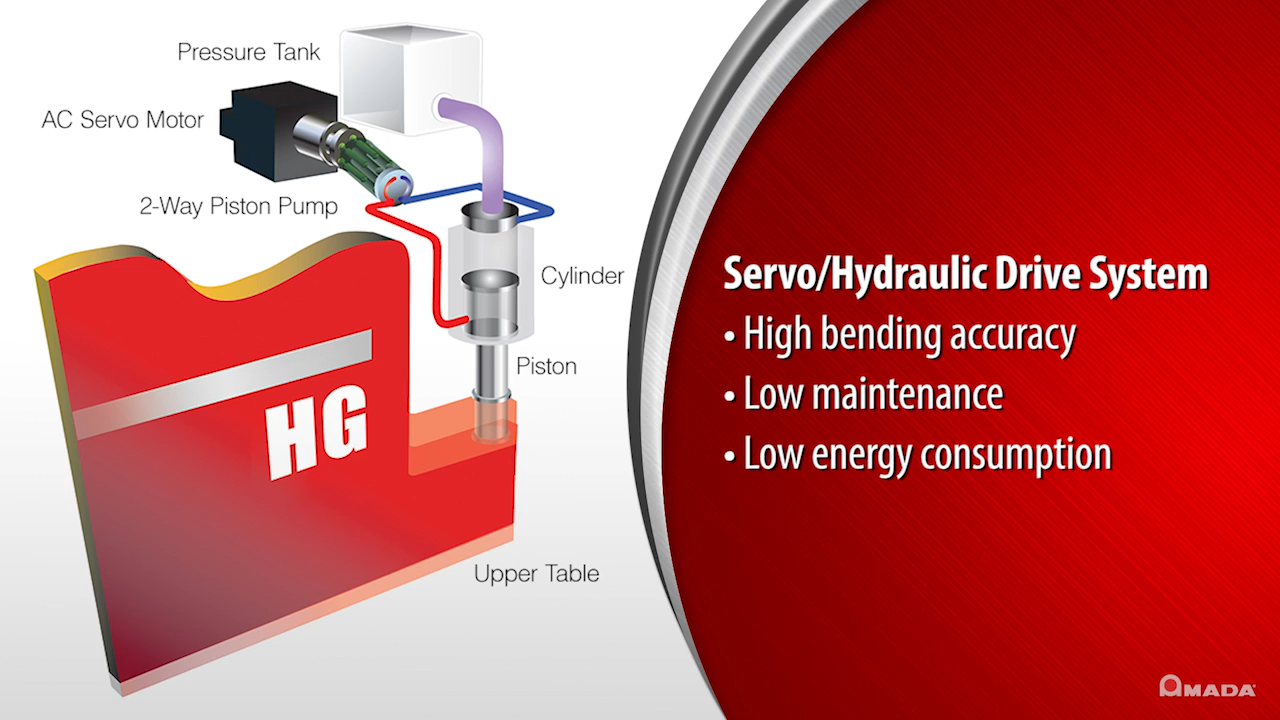 Pressure Tank
AC Servo Motor
2-Way Piston Pump
Cylinder
Piston
HG
Upper Table
Servo/Hydraulic Drive System
• High bending accuracy
• Low maintenance
• Low energy consumption
AMADA